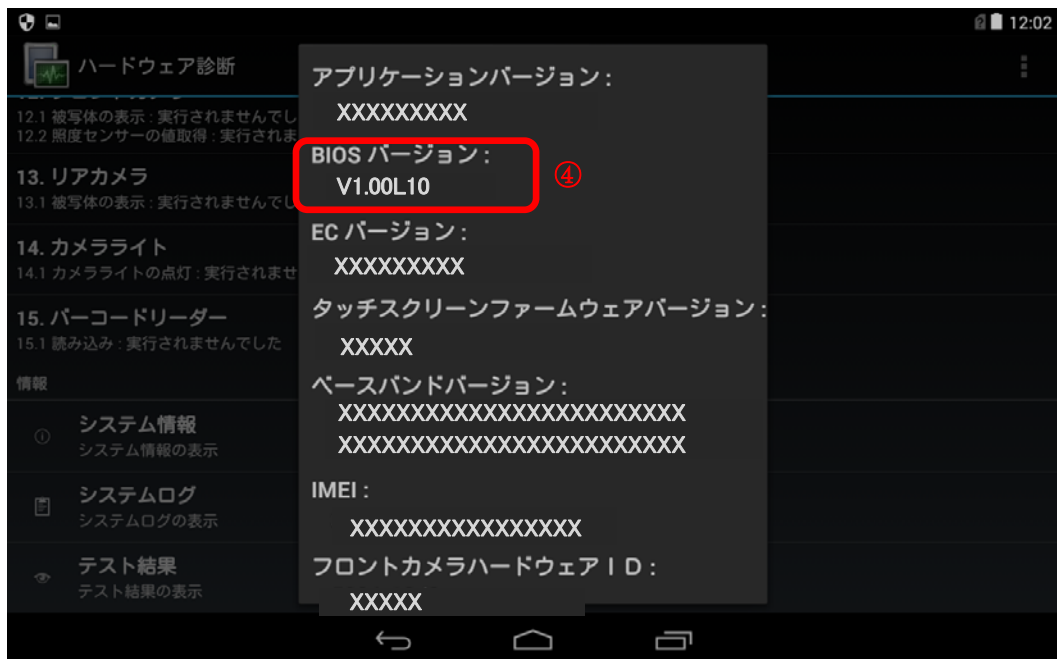 12:02
ハードウェア診断
12.1 被写体の表示 : 実行されませんでし
12.2 照度センサーの値取得 : 実行されま
13. リアカメラ
13.1 被写体の表示 : 実行されませんでし
14. カメラライト
14.1 カメラライトの点灯 : 実行されませ
15. バーコードリーダー
15.1 読み込み : 実行されませんでした
情報
システム情報
システム情報の表示
システムログ
システムログの表示
テスト結果
テスト結果の表示
アプリケーションバージョン :
XXXXXXXXX
BIOS バージョン :
V1.00L10
④
EC バージョン :
XXXXXXXXX
タッチスクリーンファームウェアバージョン :
XXXXX
ベースバンドバージョン :
XXXXXXXXXXXXXXXXXXXXXXXX
XXXXXXXXXXXXXXXXXXXXXXXX
IMEI :
XXXXXXXXXXXXXXXX
フロントカメラハードウェアＩＤ :
XXXXX